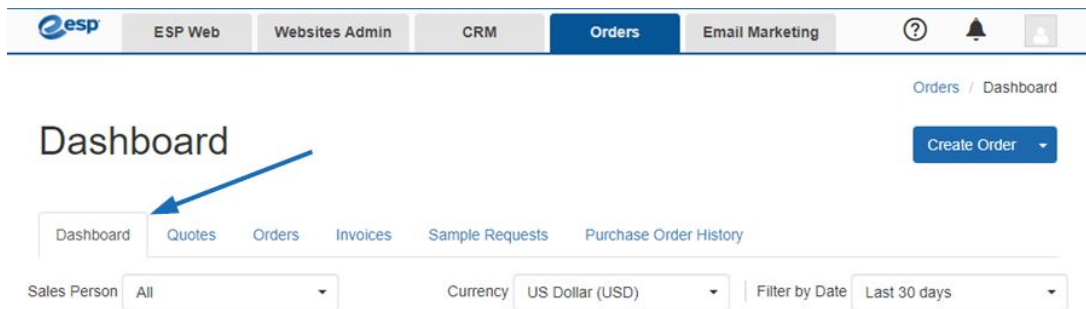 esp ESP Web Websites Admin CRM Orders Email Marketing
Orders / Dashboard
Dashboard Create Order
Dashboard Quotes Orders Invoices Sample Requests Purchase Order History
Sales Person All Currency US Dollar (USD) Filter by Date Last 30 days